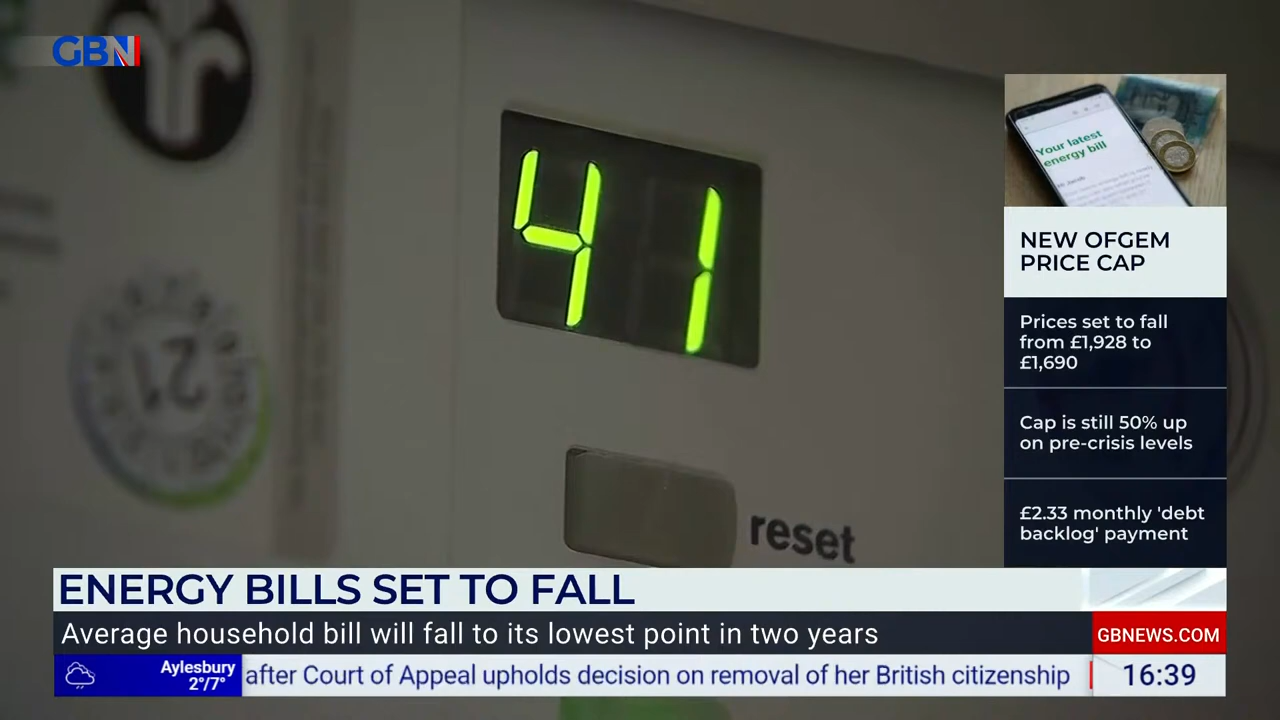 GBN
41
21
reset
Your latest
energy bill
NEW OFGEM
PRICE CAP
Prices set to fall
from £1,928 to
£1,690
Cap is still 50% up
on pre-crisis levels
£2.33 monthly 'debt
backlog' payment
ENERGY BILLS SET TO FALL
Average household bill will fall to its lowest point in two years
GBNEWS.COM
Aylesbury
2°/7°
after Court of Appeal upholds decision on removal of her British citizenship
16:39